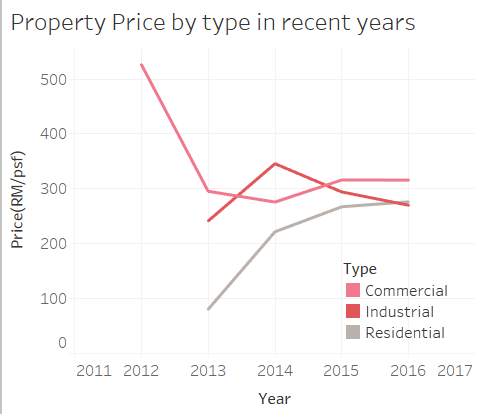 Property Price by type in recent years
500
400
300
200
100
0
Price(RM/psf)
Type
Commercial
Industrial
Residential
2011 2012 2013 2014 2015 2016 2017
Year